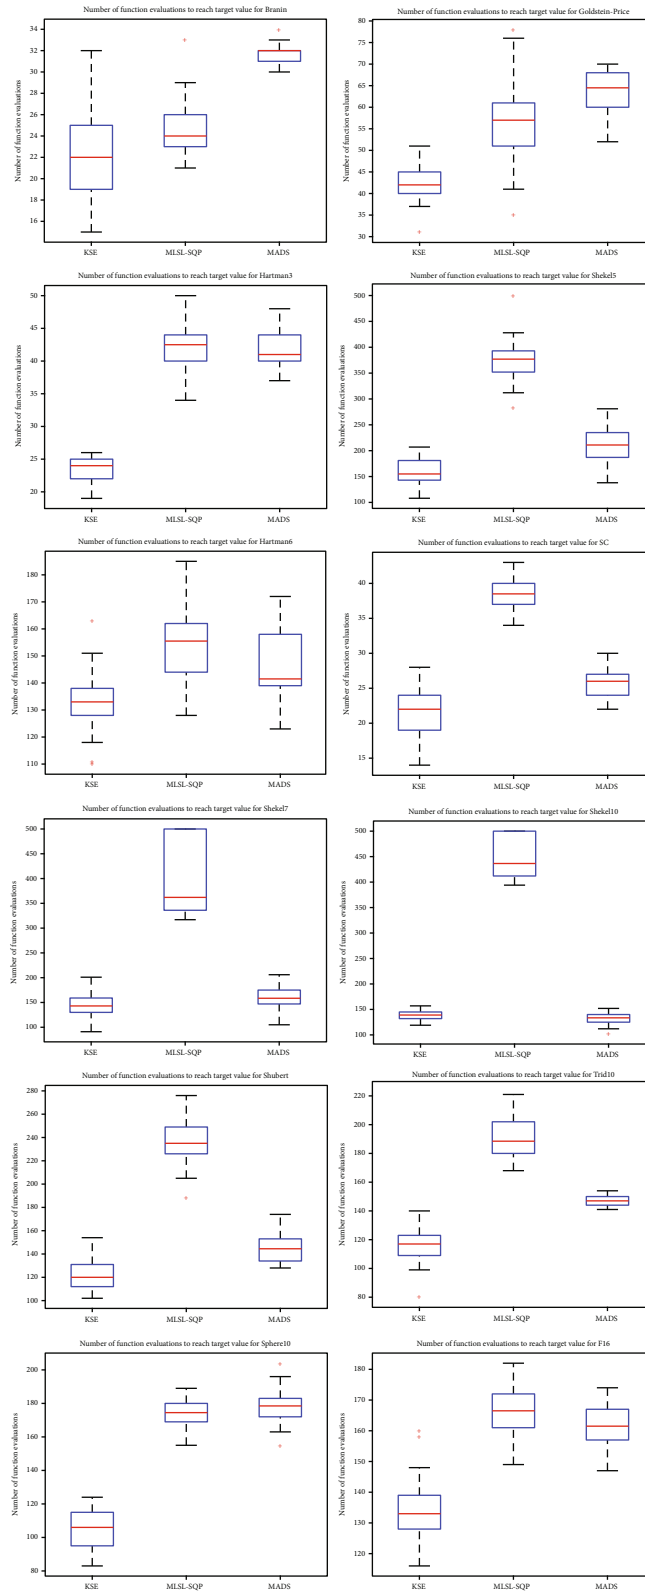 Number of function evaluations to reach target value for Branin
Number of function evaluations
34
32
30
28
26
24
22
20
18
16
KSE
MLSL-SQP
MADS
Number of function evaluations to reach target value for Goldstein-Price
Number of function evaluations
80
75
70
65
60
55
50
45
40
35
30
KSE
MLSL-SQP
MADS
Number of function evaluations to reach target value for Hartman3
Number of function evaluations
50
45
40
35
30
25
20
KSE
MLSL-SQP
MADS
Number of function evaluations to reach target value for Shekel5
Number of function evaluations
500
450
400
350
300
250
200
150
100
KSE
MLSL-SQP
MADS
Number of function evaluations to reach target value for Hartman6
Number of function evaluations
180
170
160
150
140
130
120
110
KSE
MLSL-SQP
MADS
Number of function evaluations to reach target value for SC
Number of function evaluations
40
35
30
25
20
15
KSE
MLSL-SQP
MADS
Number of function evaluations to reach target value for Shekel7
Number of function evaluations
500
450
400
350
300
250
200
150
100
KSE
MLSL-SQP
MADS
Number of function evaluations to reach target value for Shekel10
Number of function evaluations
500
450
400
350
300
250
200
150
100
KSE
MLSL-SQP
MADS
Number of function evaluations to reach target value for Shubert
Number of function evaluations
280
260
240
220
200
180
160
140
120
100
KSE
MLSL-SQP
MADS
Number of function evaluations to reach target value for Trid10
Number of function evaluations
220
200
180
160
140
120
100
80
KSE
MLSL-SQP
MADS
Number of function evaluations to reach target value for Sphere10
Number of function evaluations
200
180
160
140
120
100
80
KSE
MLSL-SQP
MADS
Number of function evaluations to reach target value for F16
Number of function evaluations
180
170
160
150
140
130
120
KSE
MLSL-SQP
MADS